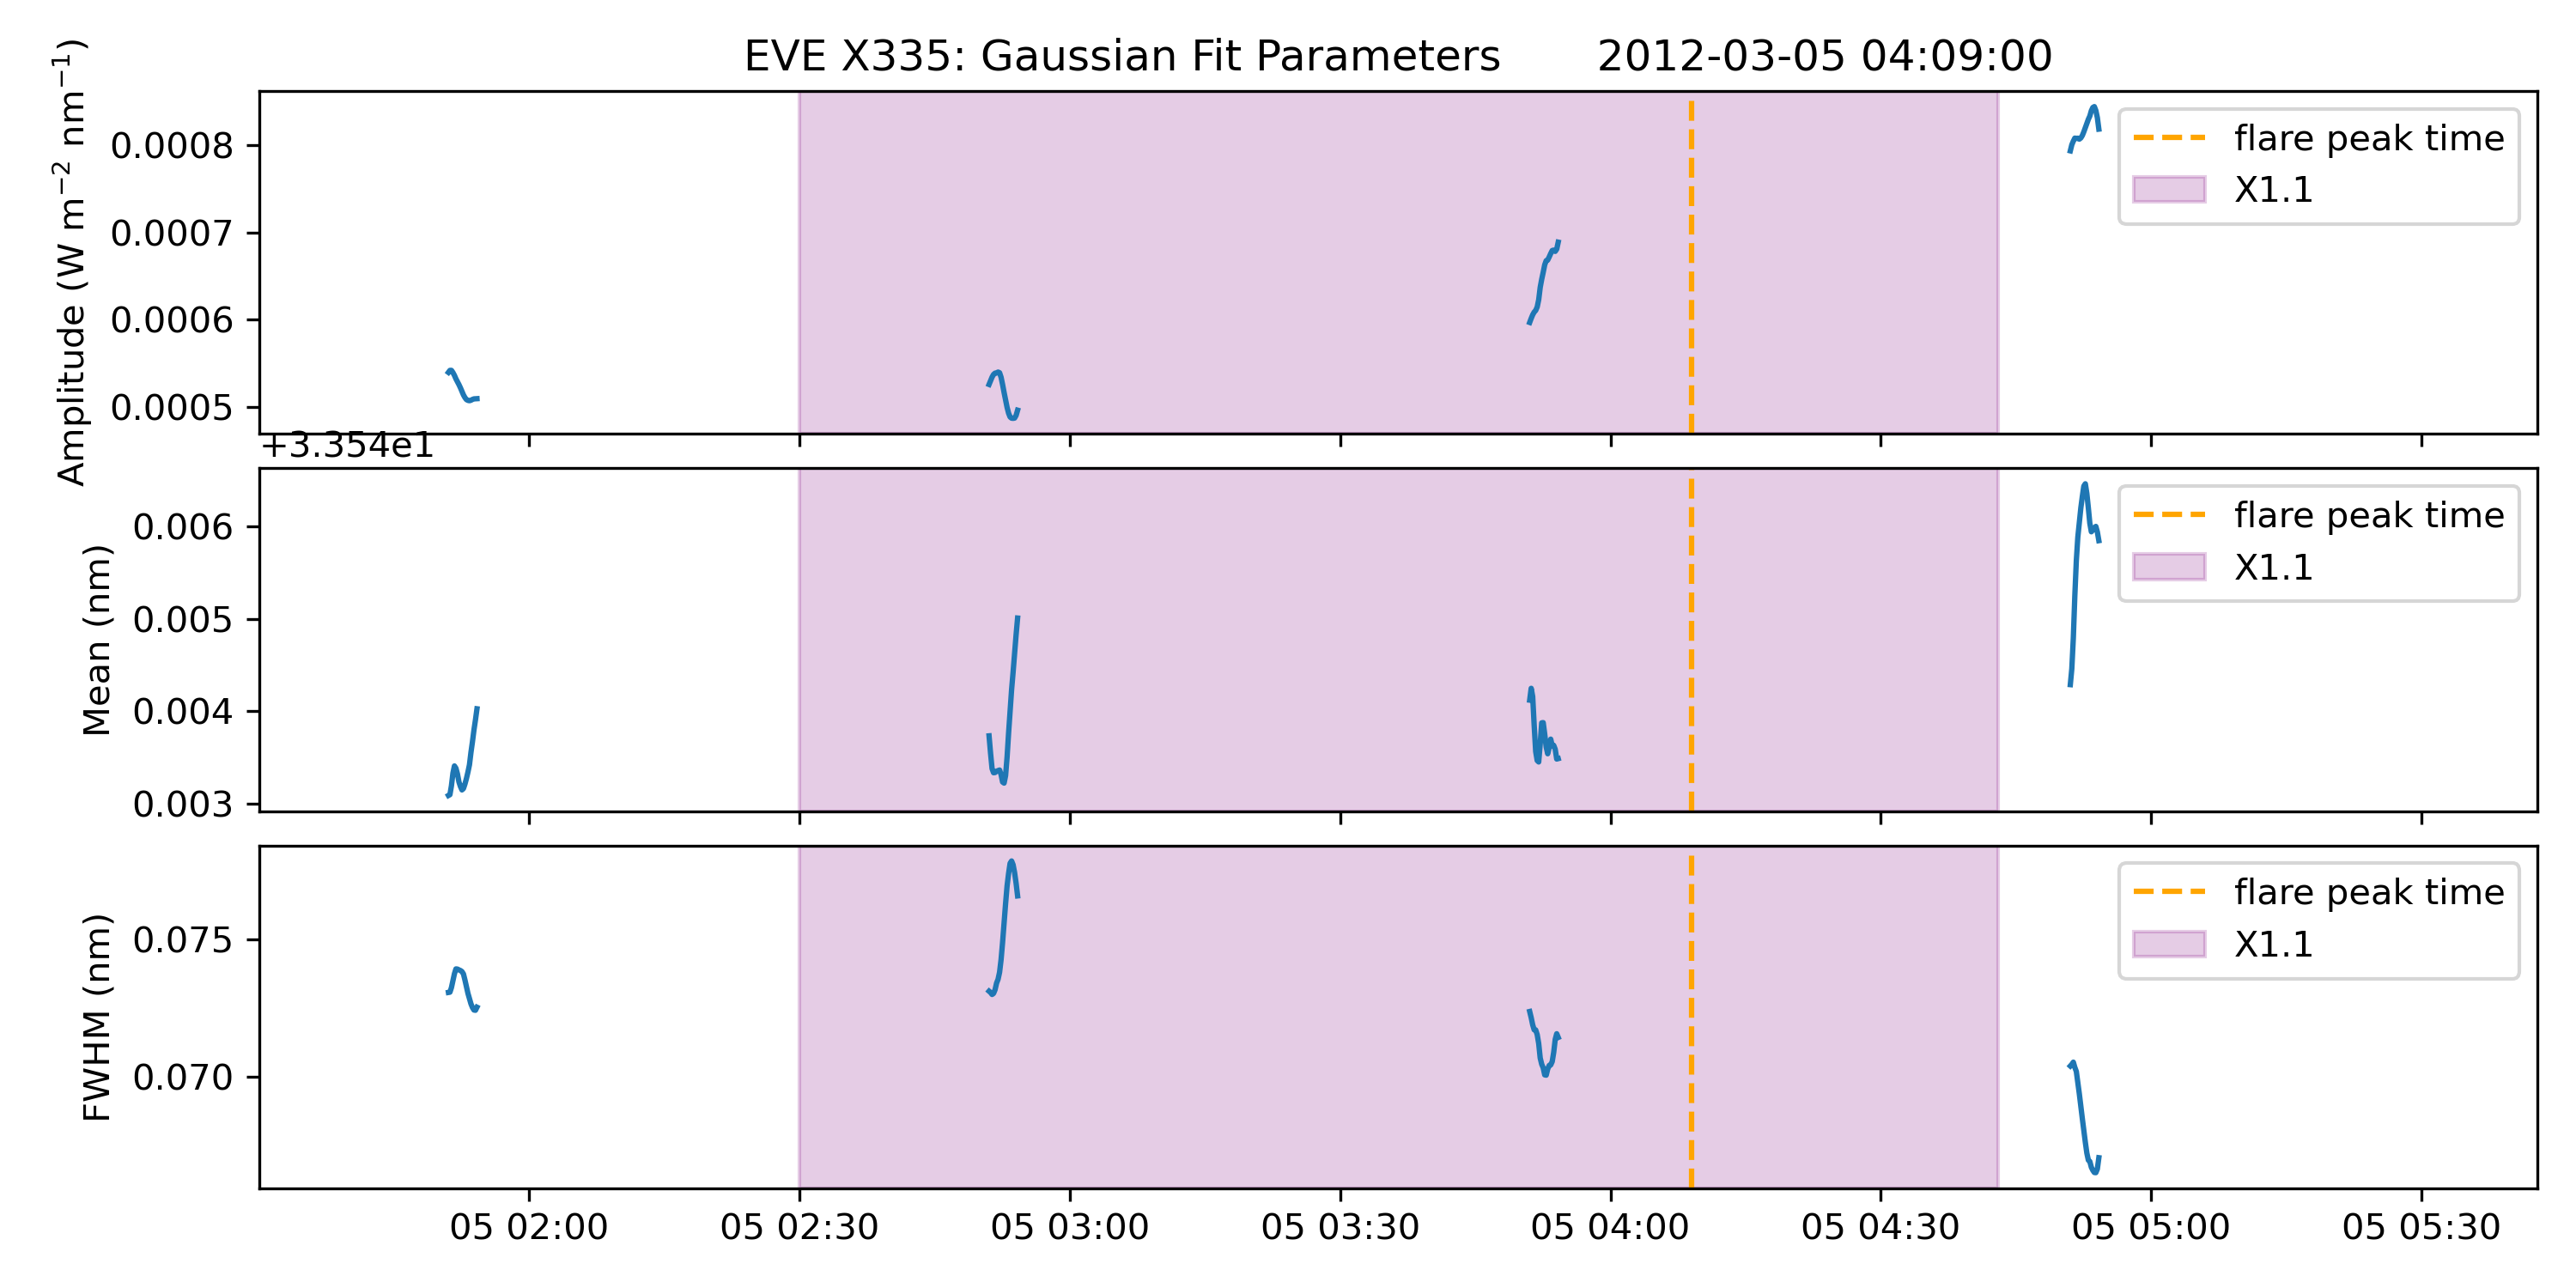 EVE X335: Gaussian Fit Parameters 2012-03-05 04:09:00
Amplitude (W m⁻² nm⁻¹)
0.0008
0.0007
0.0006
0.0005
flare peak time
X1.1
+3.354e1
Mean (nm)
0.006
0.005
0.004
0.003
flare peak time
X1.1
FWHM (nm)
0.075
0.070
flare peak time
X1.1
05 02:00 05 02:30 05 03:00 05 03:30 05 04:00 05 04:30 05 05:00 05 05:30